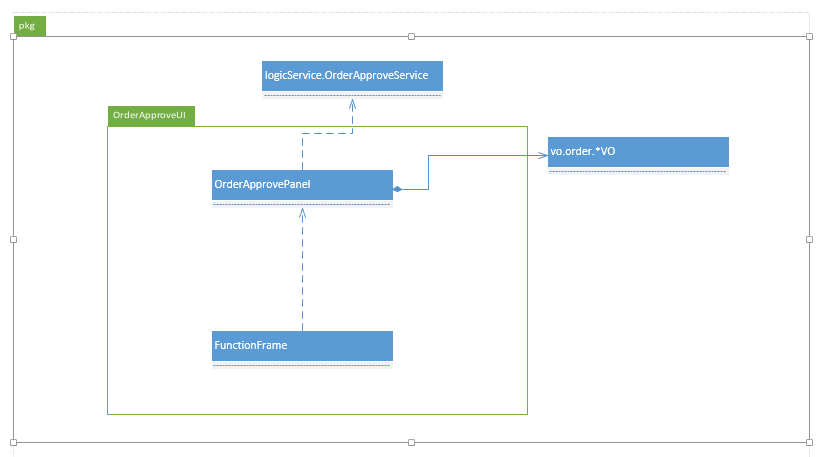 pkg
logicService.OrderApproveService
OrderApproveUI
vo.order.*VO
OrderApprovePanel
FunctionFrame